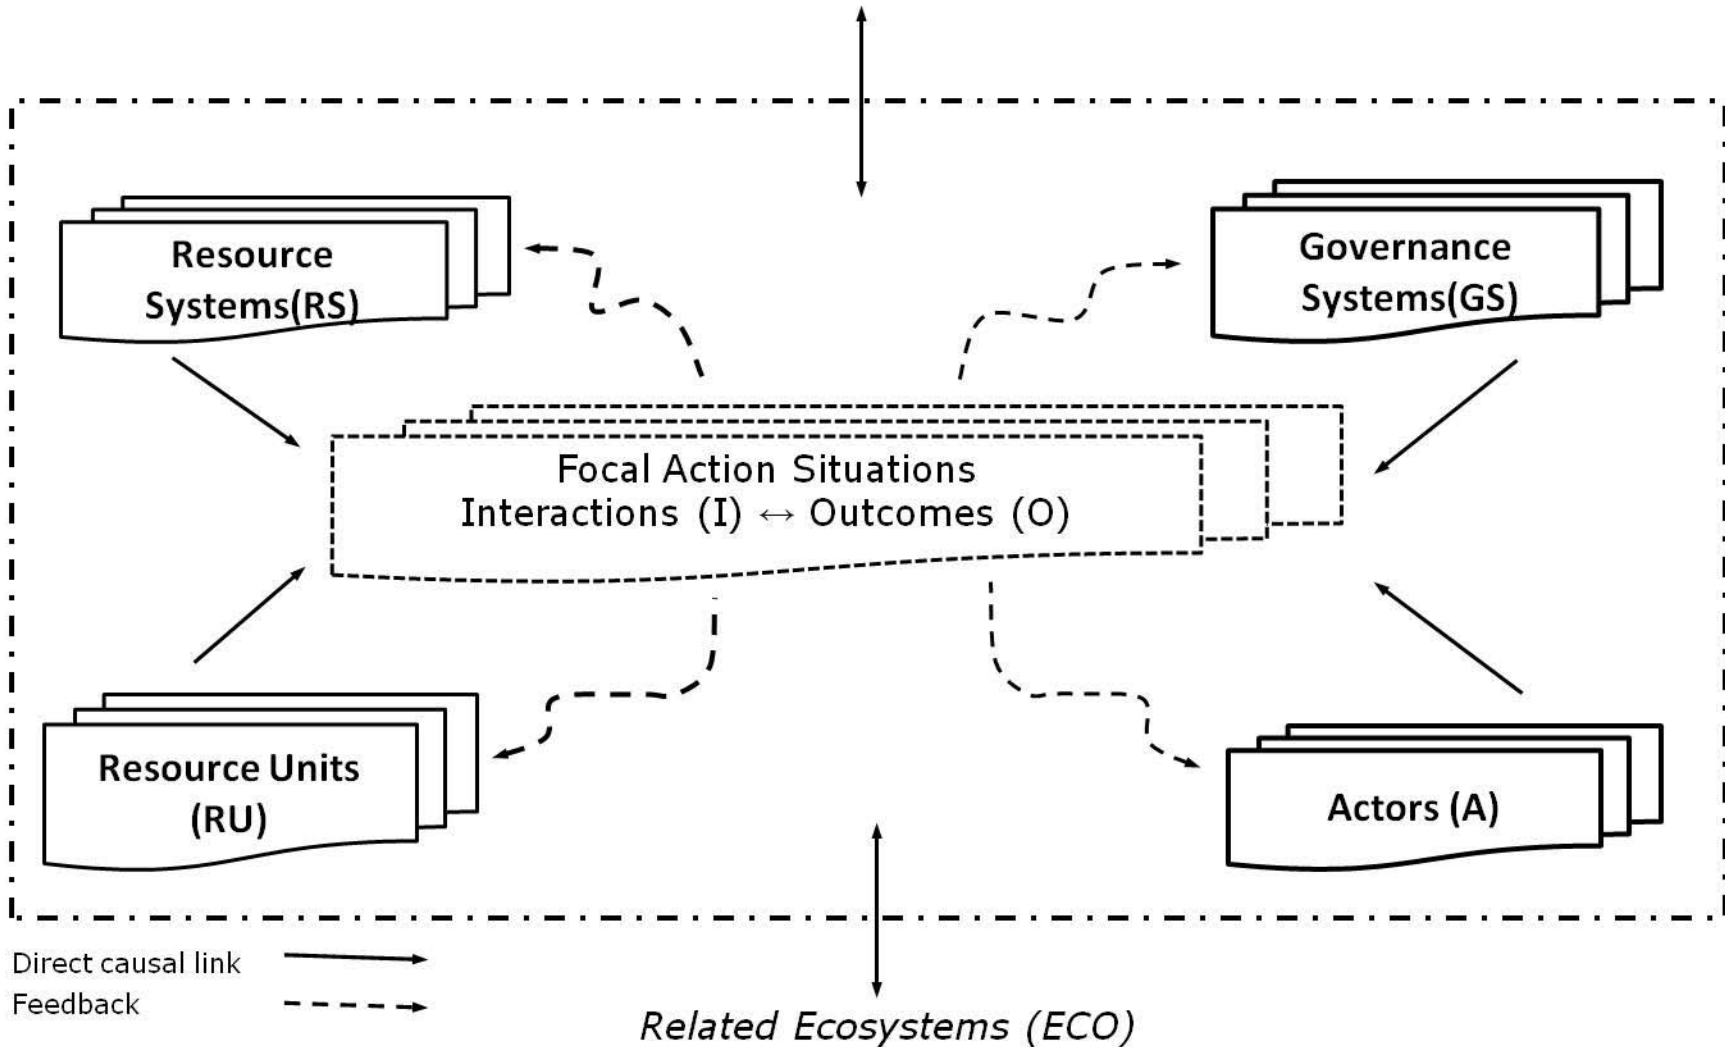 Resource
Systems(RS)
Governance
Systems(GS)
Focal Action Situations
Interactions (I) ↔ Outcomes (O)
Resource Units
(RU)
Actors (A)
Direct causal link
Feedback
Related Ecosystems (ECO)